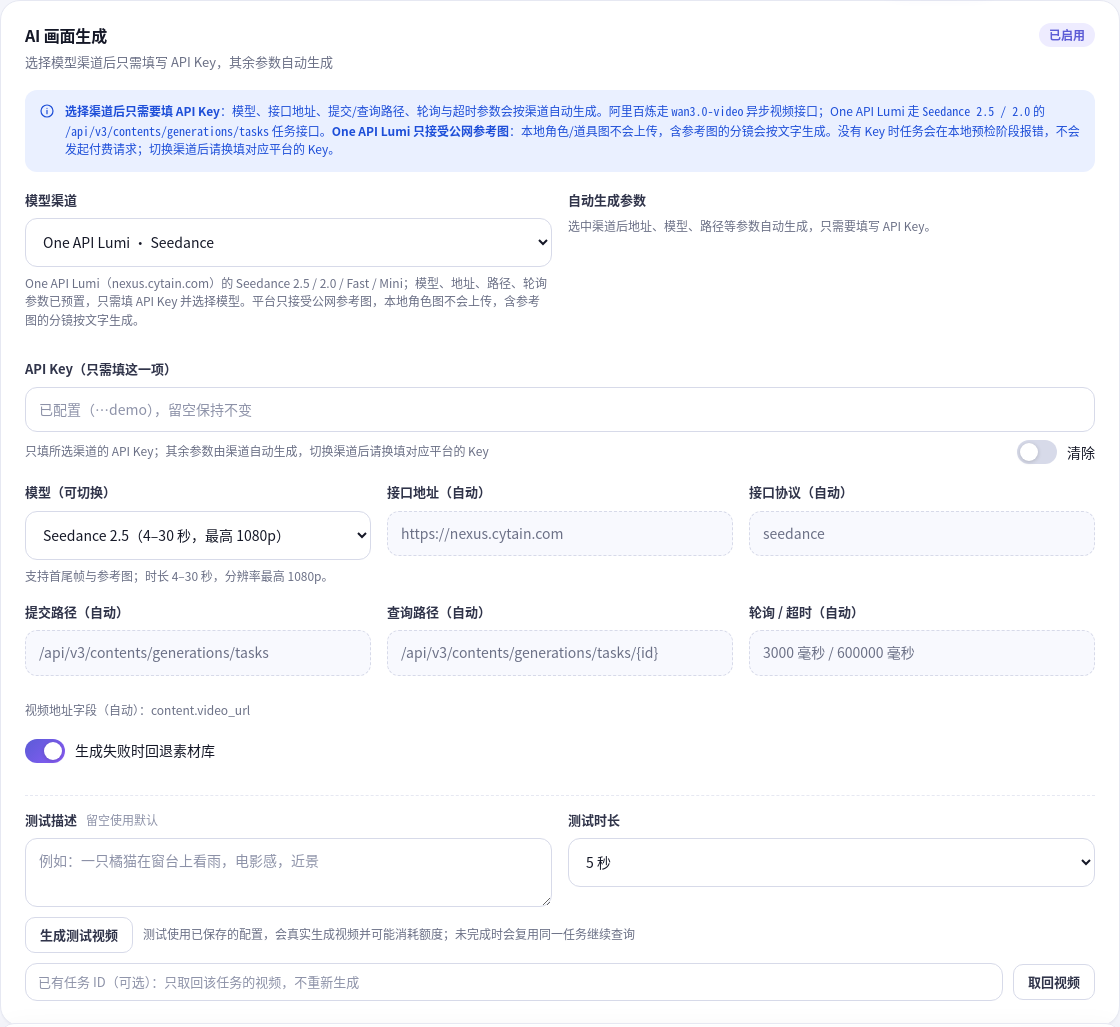 AI 画面生成
已启用
选择模型渠道后只需填写 API Key，其余参数自动生成
选择渠道后只需要填 API Key：模型、接口地址、提交/查询路径、轮询与超时参数会按渠道自动生成。阿里百炼走 wan3.0-video 异步视频接口；One API Lumi 走 Seedance 2.5 / 2.0 的
/api/v3/contents/generations/tasks 任务接口。One API Lumi 只接受公网参考图：本地角色/道具图不会上传，含参考图的分镜会按文字生成。没有 Key 时任务会在本地预检阶段报错，不会
发起付费请求；切换渠道后请换填对应平台的 Key。
模型渠道
自动生成参数
选中渠道后地址、模型、路径等参数自动生成，只需要填写 API Key。
One API Lumi · Seedance
One API Lumi（nexus.cytain.com）的 Seedance 2.5 / 2.0 / Fast / Mini；模型、地址、路径、轮询
参数已预置，只需填 API Key 并选择模型。平台只接受公网参考图，本地角色图不会上传，含参考
图的分镜按文字生成。
API Key（只需填这一项）
已配置（…demo），留空保持不变
只填所选渠道的 API Key；其余参数由渠道自动生成，切换渠道后请换填对应平台的 Key
清除
模型（可切换）
接口地址（自动）
接口协议（自动）
Seedance 2.5（4–30 秒，最高 1080p）
https://nexus.cytain.com
seedance
支持首尾帧与参考图；时长 4–30 秒，分辨率最高 1080p。
提交路径（自动）
查询路径（自动）
轮询 / 超时（自动）
/api/v3/contents/generations/tasks
/api/v3/contents/generations/tasks/{id}
3000 毫秒 / 600000 毫秒
视频地址字段（自动）：content.video_url
生成失败时回退素材库
测试描述 留空使用默认
测试时长
例如：一只橘猫在窗台上看雨，电影感，近景
5 秒
生成测试视频
测试使用已保存的配置，会真实生成视频并可能消耗额度；未完成时会复用同一任务继续查询
已有任务 ID（可选）：只取回该任务的视频，不重新生成
取回视频